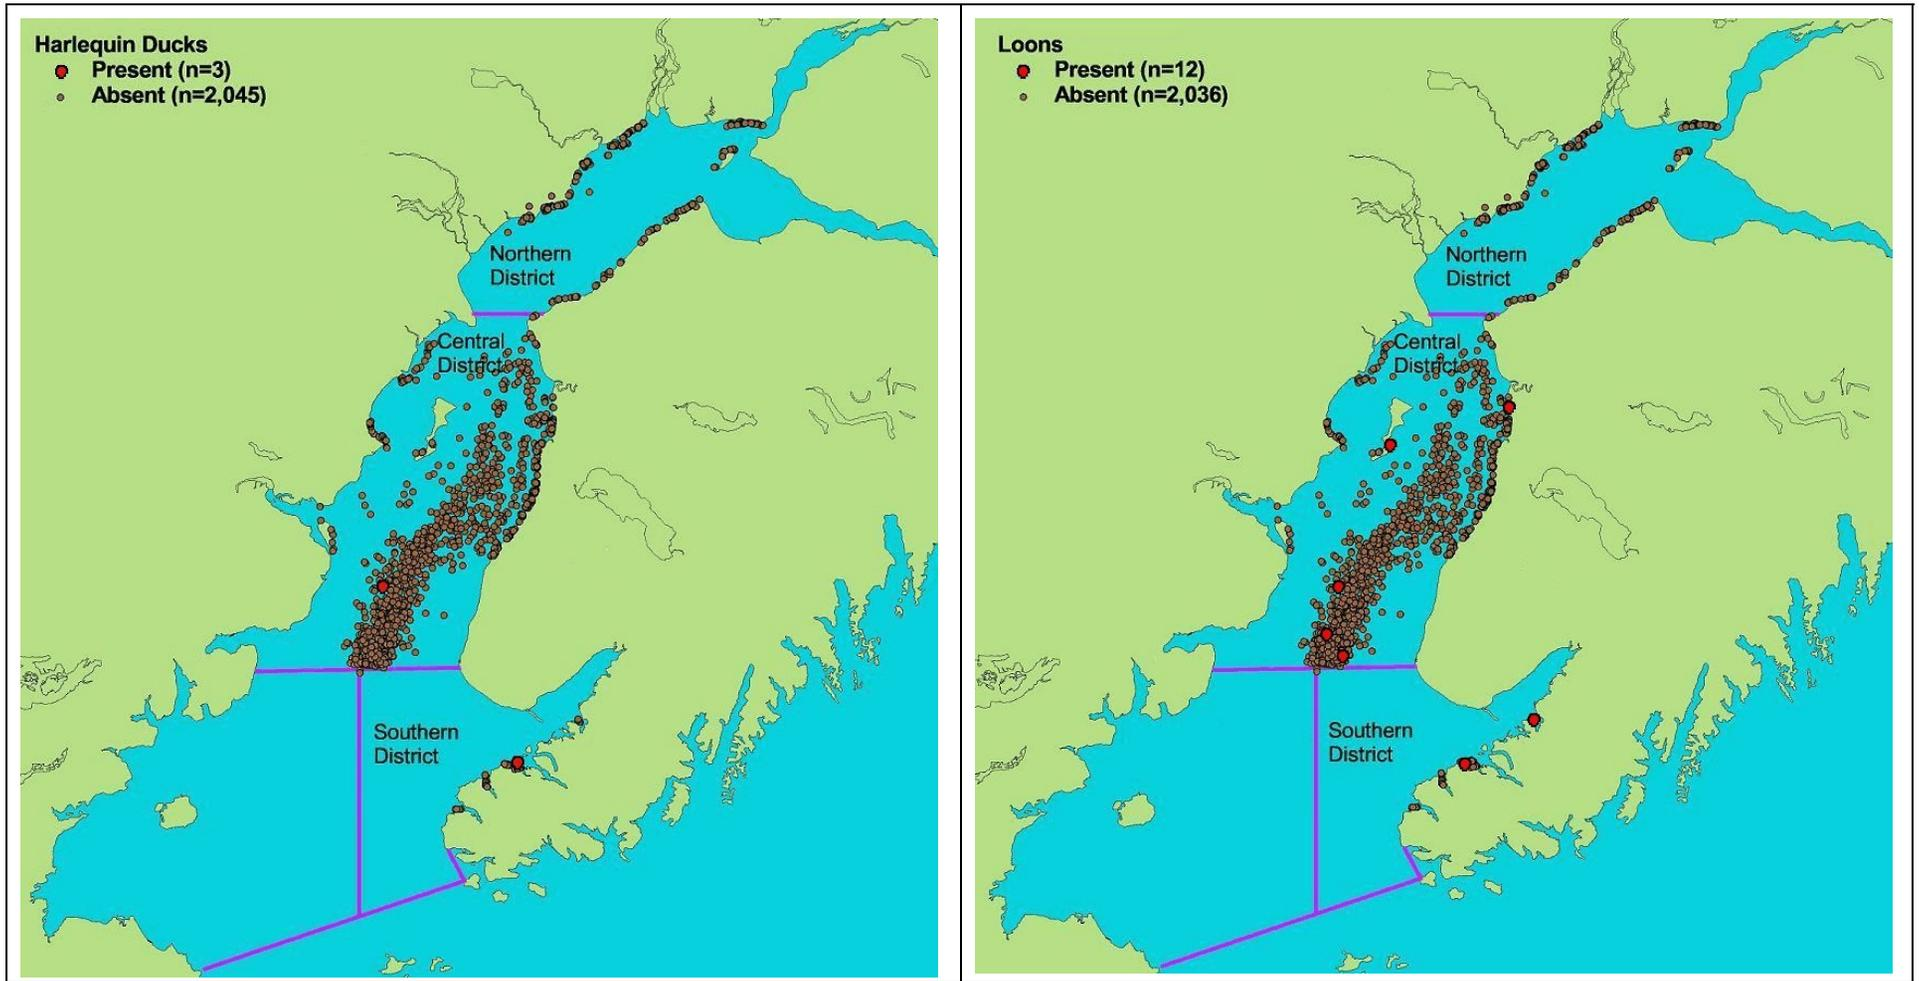 Harlequin Ducks
Present (n=3)
Absent (n=2,045)
Northern
District
Central
District
Southern
District
Loons
Present (n=12)
Absent (n=2,036)
Northern
District
Central
District
Southern
District